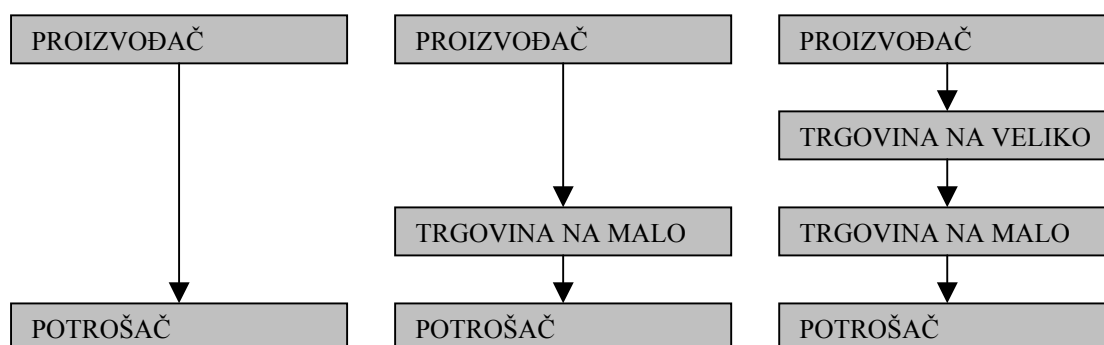 PROIZVOĐAČ
POTROŠAČ
PROIZVOĐAČ
TRGOVINA NA MALO
POTROŠAČ
PROIZVOĐAČ
TRGOVINA NA VELIKO
TRGOVINA NA MALO
POTROŠAČ